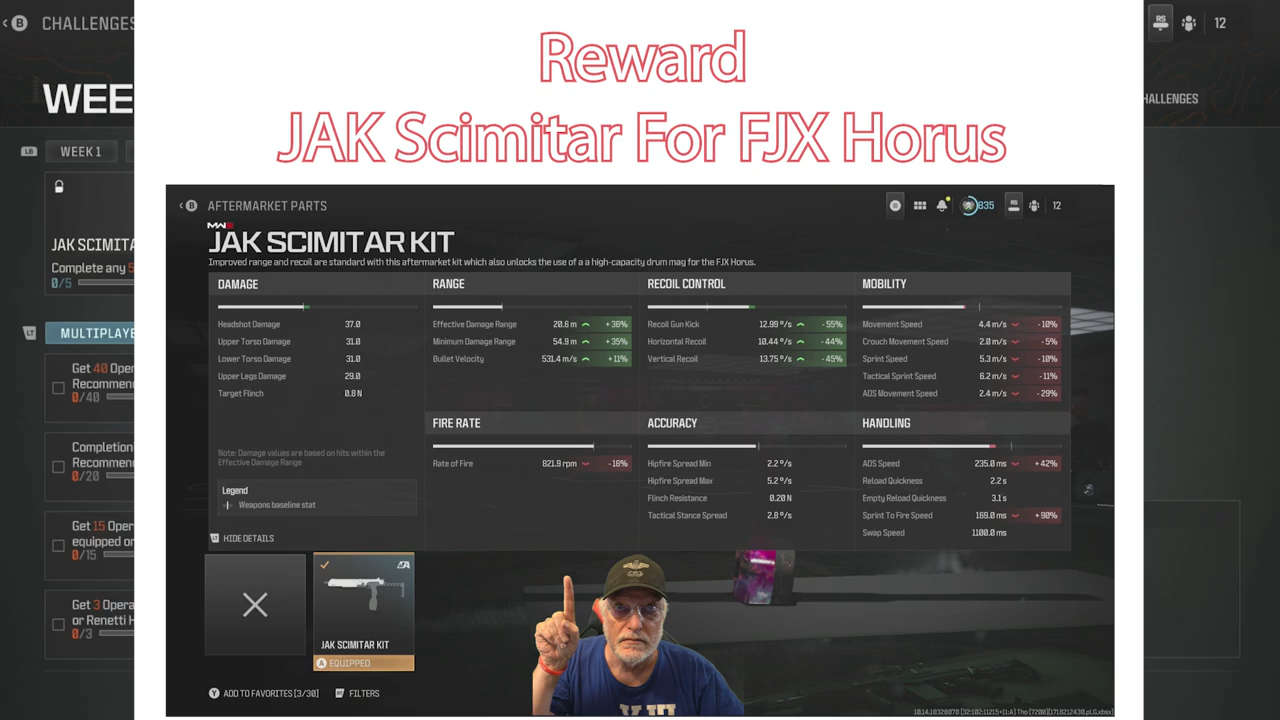 B CHALLENGES
RS
12
WEE
HALLENGES
LB
WEEK 1
JAK SCIMITA
Complete any 5
0/5
LT
MULTIPLAYE
Get 40 Oper
Recommend
0/40
Completion
Recommend
0/20
Get 15 Opera
equipped or
0/15
Get 3 Opera
or Renetti H
0/3
Reward
JAK Scimitar For FJX Horus
B AFTERMARKET PARTS
835
RS
12
MWIII
JAK SCIMITAR KIT
Improved range and recoil are standard with this aftermarket kit which also unlocks the use of a a high-capacity drum mag for the FJX Horus.
DAMAGE
Headshot Damage 37.0
Upper Torso Damage 31.0
Lower Torso Damage 31.0
Upper Legs Damage 29.0
Target Flinch 0.8 N
Note: Damage values are based on hits within the
Effective Damage Range
Legend
Weapons baseline stat
LT HIDE DETAILS
RANGE
Effective Damage Range 20.6 m +36%
Minimum Damage Range 54.9 m +35%
Bullet Velocity 531.4 m/s +11%
RECOIL CONTROL
Recoil Gun Kick 12.99 º/s -55%
Horizontal Recoil 10.44 º/s -44%
Vertical Recoil 13.75 º/s -45%
MOBILITY
Movement Speed 4.4 m/s -10%
Crouch Movement Speed 2.0 m/s -5%
Sprint Speed 5.3 m/s -10%
Tactical Sprint Speed 6.2 m/s -11%
ADS Movement Speed 2.4 m/s -29%
FIRE RATE
Rate of Fire 821.9 rpm -16%
ACCURACY
Hipfire Spread Min 2.2 º/s
Hipfire Spread Max 5.2 º/s
Flinch Resistance 0.20 N
Tactical Stance Spread 2.8 º/s
HANDLING
ADS Speed 235.0 ms +42%
Reload Quickness 2.2 s
Empty Reload Quickness 3.1 s
Sprint To Fire Speed 169.0 ms +90%
Swap Speed 1100.0 ms
JAK SCIMITAR KIT
A EQUIPPED
Y ADD TO FAVORITES [3/30]
FILTERS